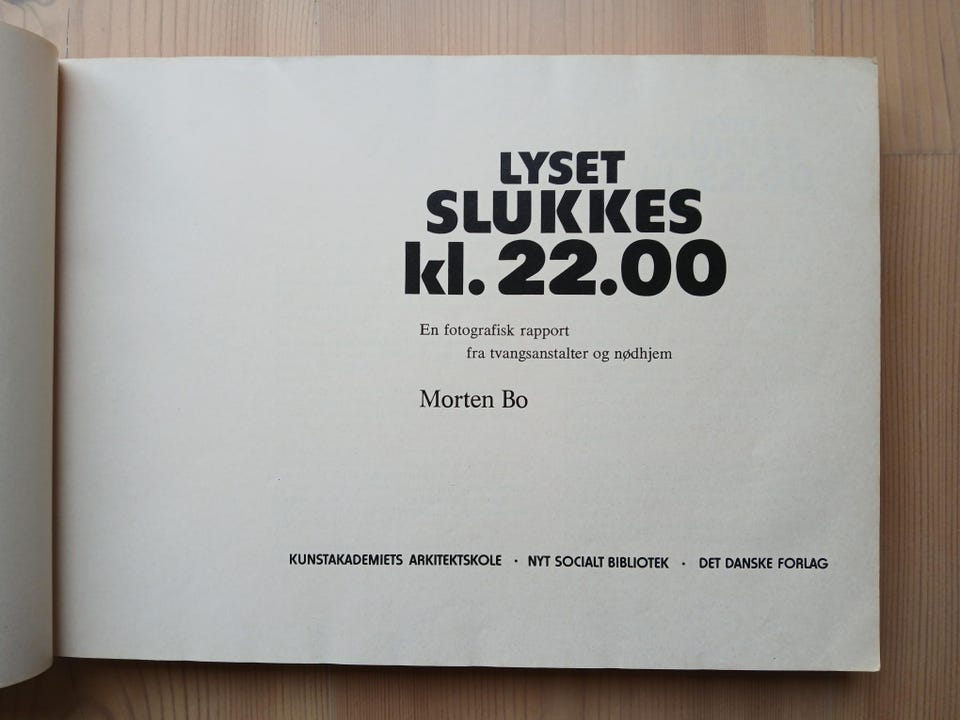 LYSET
SLUKKES
kl. 22.00
En fotografisk rapport
fra tvangsanstalter og nødhjem
Morten Bo
KUNSTAKADEMIETS ARKITEKTSKOLE · NYT SOCIALT BIBLIOTEK · DET DANSKE FORLAG